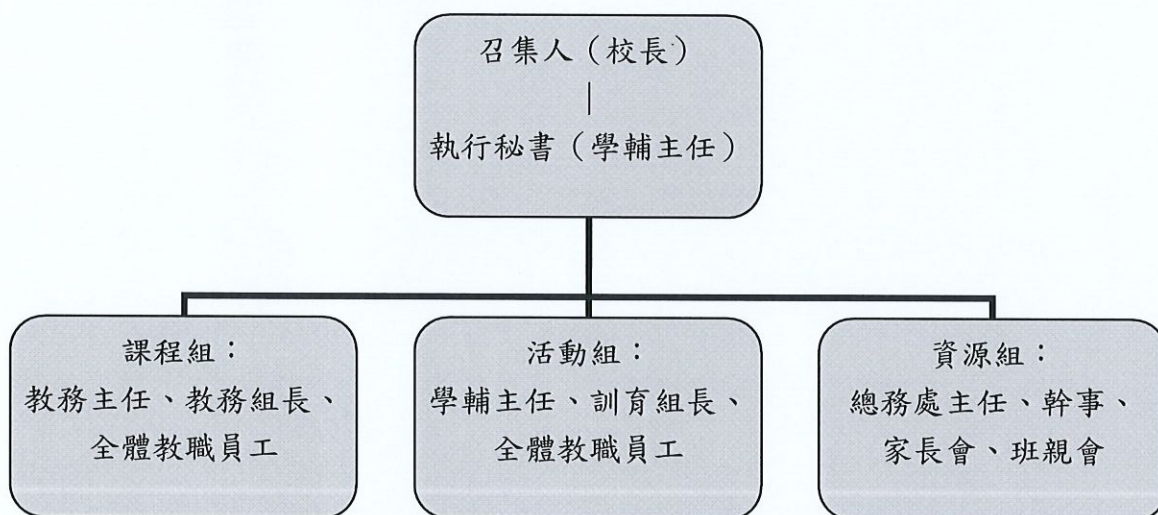 召集人（校長）
|
執行秘書（學輔主任）
課程組：
教務主任、教務組長、
全體教職員工
活動組：
學輔主任、訓育組長、
全體教職員工
資源組：
總務處主任、幹事、
家長會、班親會